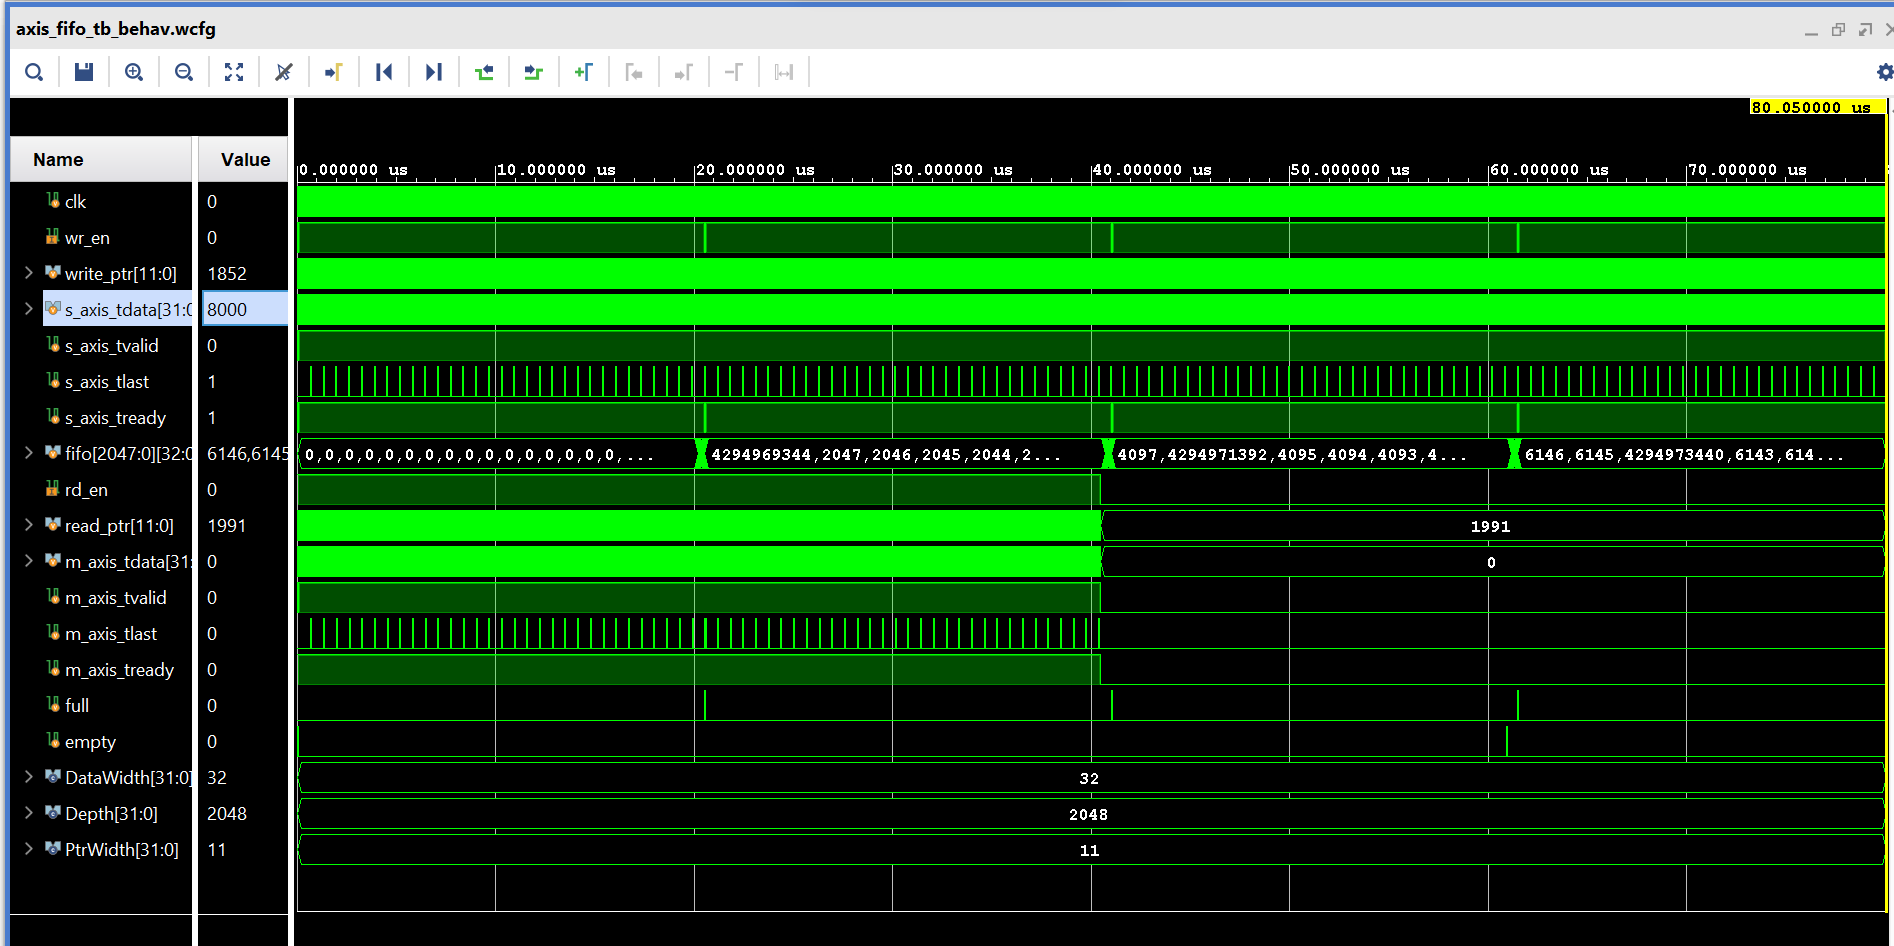 axis_fifo_tb_behav.wcfg
80.050000 us
Name Value
0.000000 us 10.000000 us 20.000000 us 30.000000 us 40.000000 us 50.000000 us 60.000000 us 70.000000 us
clk 0
wr_en 0
write_ptr[11:0] 1852
s_axis_tdata[31:0 8000
s_axis_tvalid 0
s_axis_tlast 1
s_axis_tready 1
fifo[2047:0][32:0 6146,6145 0,0,0,0,0,0,0,0,0,0,0,0,0,0,0,0,... 4294969344,2047,2046,2045,2044,2... 4097,4294971392,4095,4094,4093,4... 6146,6145,4294973440,6143,614...
rd_en 0
read_ptr[11:0] 1991 1991
m_axis_tdata[31: 0 0
m_axis_tvalid 0
m_axis_tlast 0
m_axis_tready 0
full 0
empty 0
DataWidth[31:0] 32 32
Depth[31:0] 2048 2048
PtrWidth[31:0] 11 11